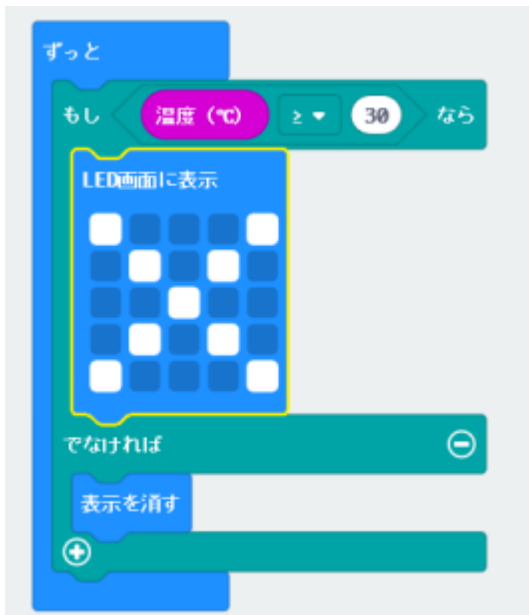 ずっと
もし 温度 (℃) ≥ 30 なら
LED画面に表示
でなければ
表示を消す